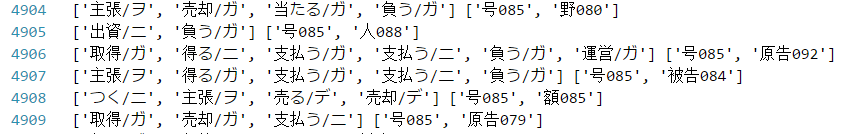 4904 ['主張/ヲ', '売却/ガ', '当たる/ガ', '負う/ガ'] ['号085', '野080']
4905 ['出資/ニ', '負う/ガ'] ['号085', '人088']
4906 ['取得/ガ', '得る/ニ', '支払う/ガ', '支払う/ニ', '負う/ガ', '運営/ガ'] ['号085', '原告092']
4907 ['主張/ヲ', '得る/ガ', '支払う/ガ', '支払う/ニ', '負う/ガ'] ['号085', '被告084']
4908 ['つく/ニ', '主張/ヲ', '売る/デ', '売却/デ'] ['号085', '額085']
4909 ['取得/ガ', '売却/ガ', '支払う/ニ'] ['号085', '原告079']